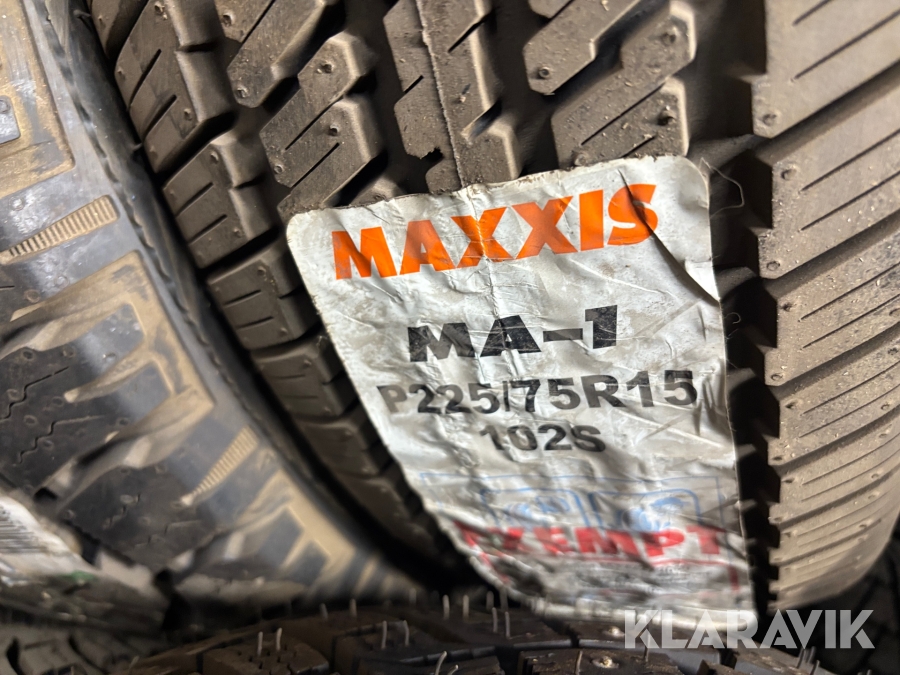 MAXXIS
MA-1
P225/75R15
102S
EXEMPT
KLARAVIK